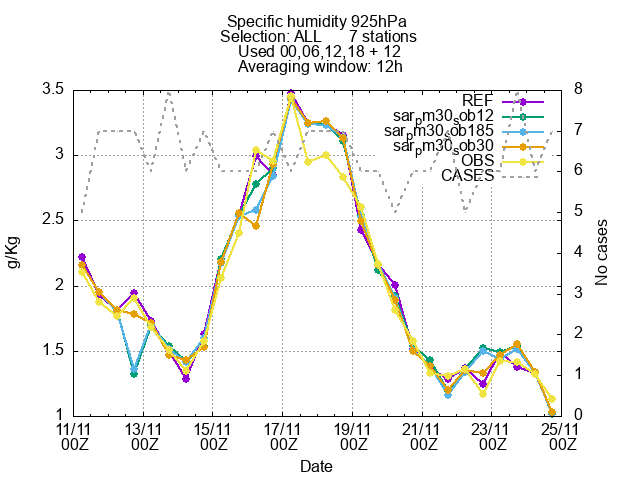 Specific humidity 925hPa
Selection: ALL 7 stations
Used 00,06,12,18 + 12
Averaging window: 12h
3.5
3
2.5
2
1.5
1
8
7
6
5
4
3
2
1
0
g/Kg
No cases
REF
sarpm30sob12
sarpm30sob185
sarpm30sob30
OBS
CASES
11/11 13/11 15/11 17/11 19/11 21/11 23/11 25/11
00Z 00Z 00Z 00Z 00Z 00Z 00Z 00Z
Date